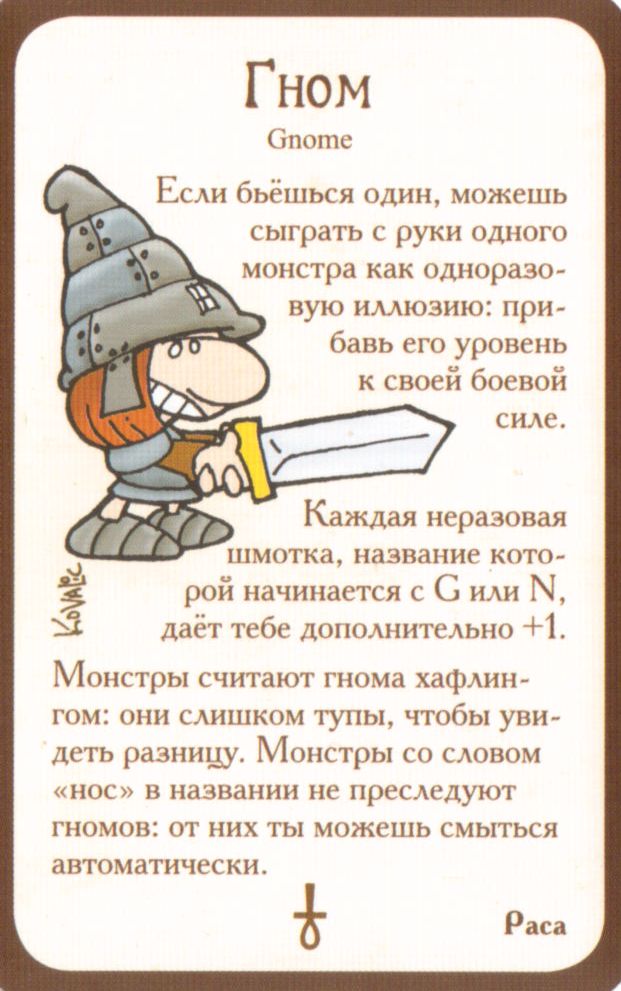 Гном
Gnome
Если бьёшься один, можешь
сыграть с руки одного
монстра как одноразо-
вую иллюзию: при-
бавь его уровень
к своей боевой
силе.
Каждая неразовая
шмотка, название кото-
рой начинается с G или N,
даёт тебе дополнительно +1.
KOVALIC
Монстры считают гнома хафлин-
гом: они слишком тупы, чтобы уви-
деть разницу. Монстры со словом
«нос» в названии не преследуют
гномов: от них ты можешь смыться
автоматически.
Раса